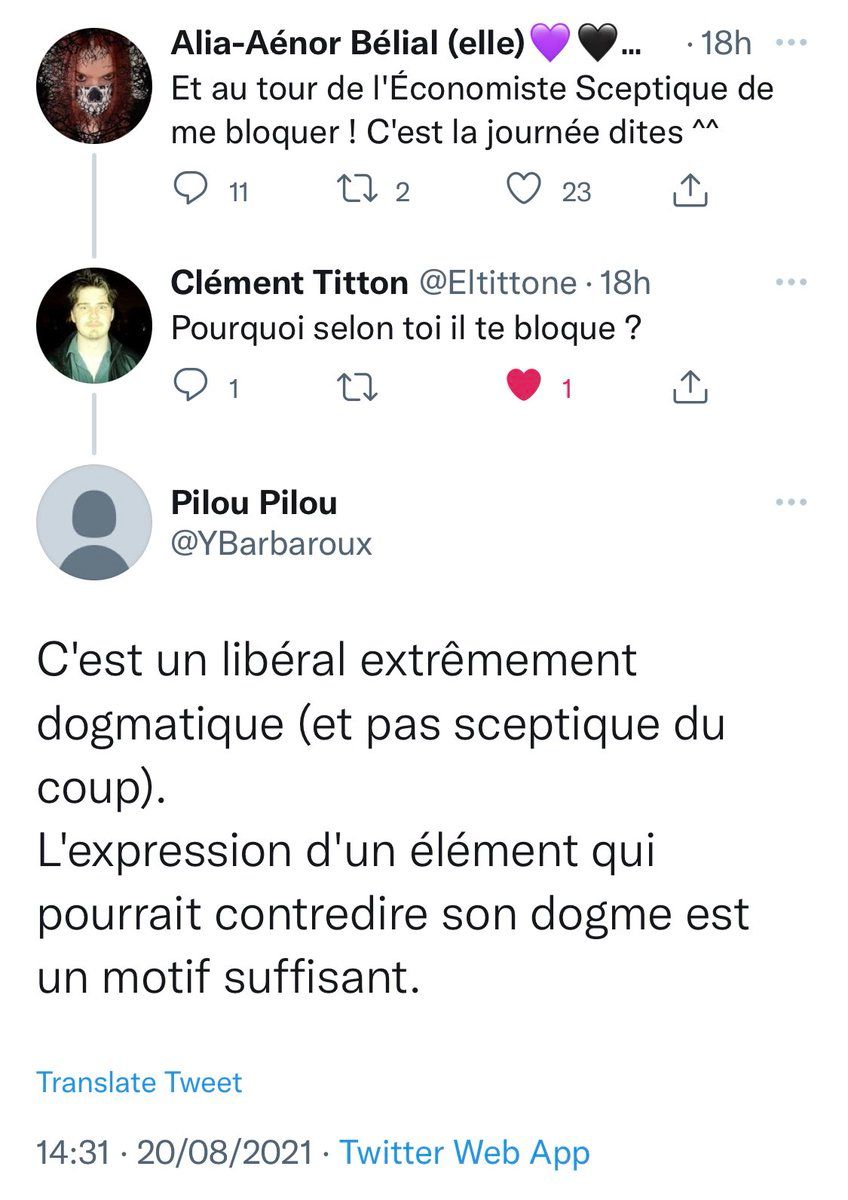 Alia-Aénor Bélial (elle)💜🖤... · 18h
Et au tour de l'Économiste Sceptique de
me bloquer ! C'est la journée dites ^^
11 2 23
Clément Titton @Eltittone · 18h
Pourquoi selon toi il te bloque ?
1 1
Pilou Pilou
@YBarbaroux
C'est un libéral extrêmement
dogmatique (et pas sceptique du
coup).
L'expression d'un élément qui
pourrait contredire son dogme est
un motif suffisant.
Translate Tweet
14:31 · 20/08/2021 · Twitter Web App